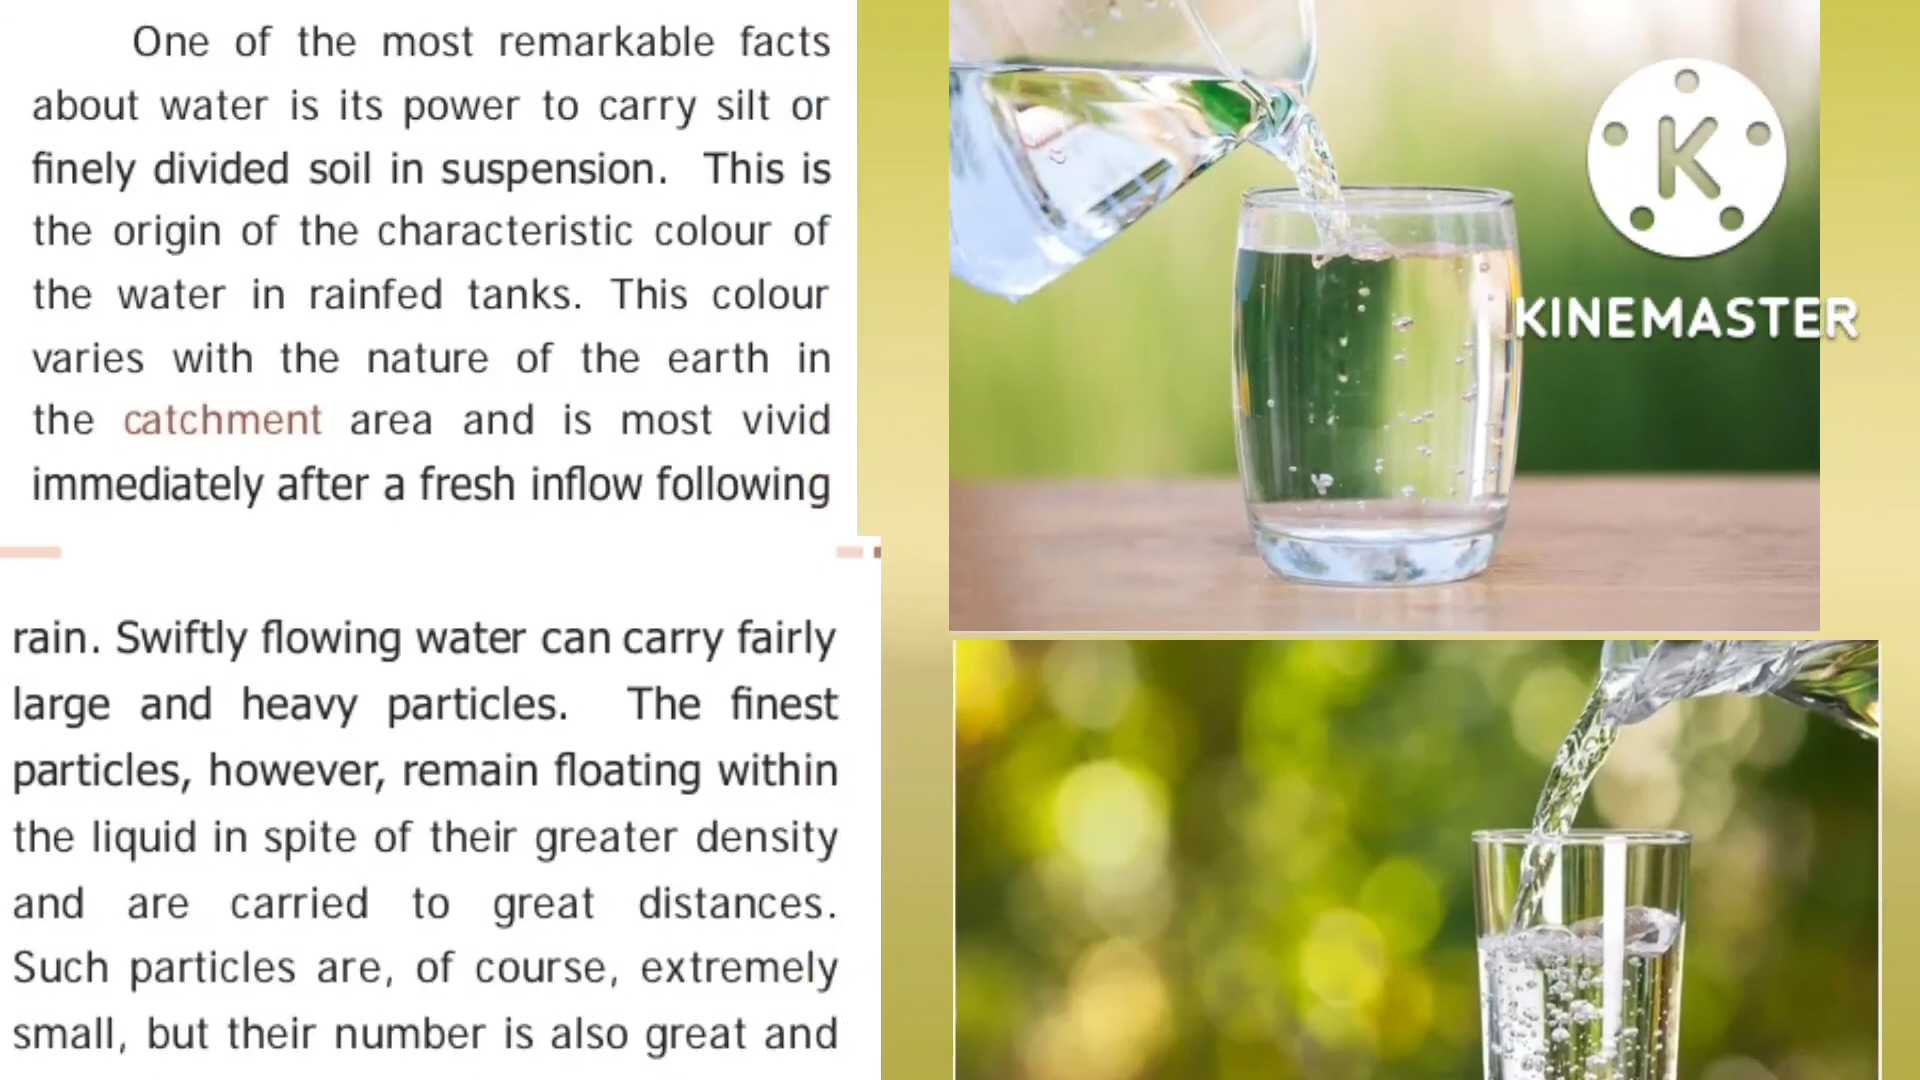 One of the most remarkable facts
about water is its power to carry silt or
finely divided soil in suspension. This is
the origin of the characteristic colour of
the water in rainfed tanks. This colour
varies with the nature of the earth in
the catchment area and is most vivid
immediately after a fresh inflow following
rain. Swiftly flowing water can carry fairly
large and heavy particles. The finest
particles, however, remain floating within
the liquid in spite of their greater density
and are carried to great distances.
Such particles are, of course, extremely
small, but their number is also great and
K
KINEMASTER